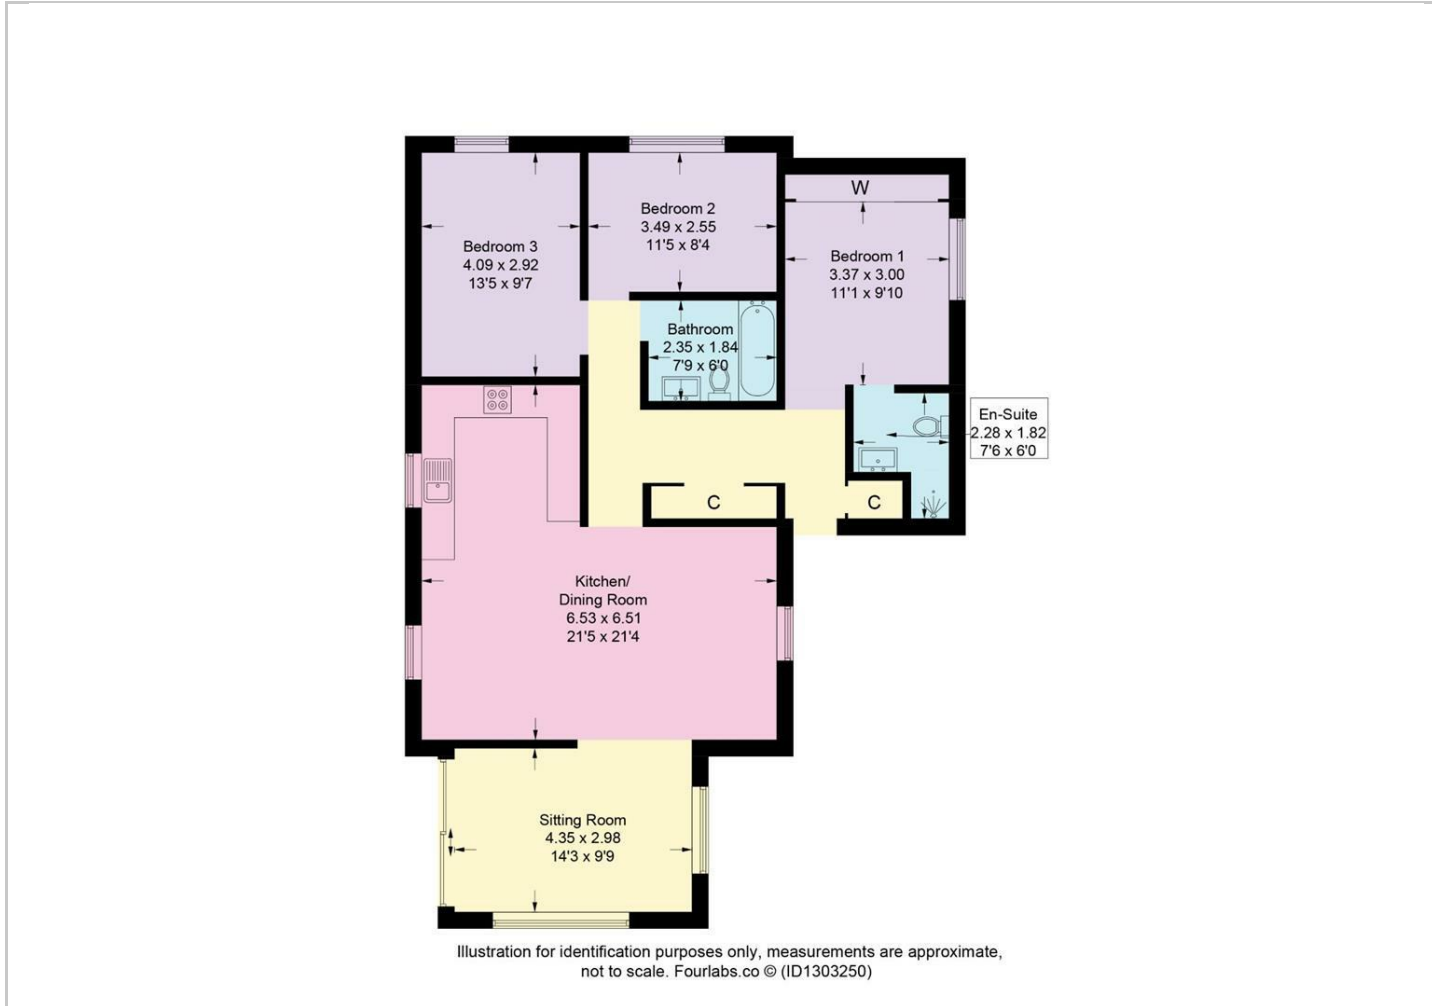 Bedroom 3
4.09 x 2.92
13'5 x 9'7
Bedroom 2
3.49 x 2.55
11'5 x 8'4
W
Bedroom 1
3.37 x 3.00
11'1 x 9'10
Bathroom
2.35 x 1.84
7'9 x 6'0
En-Suite
2.28 x 1.82
7'6 x 6'0
C
C
Kitchen/
Dining Room
6.53 x 6.51
21'5 x 21'4
Sitting Room
4.35 x 2.98
14'3 x 9'9
Illustration for identification purposes only, measurements are approximate,
not to scale. Fourlabs.co © (ID1303250)